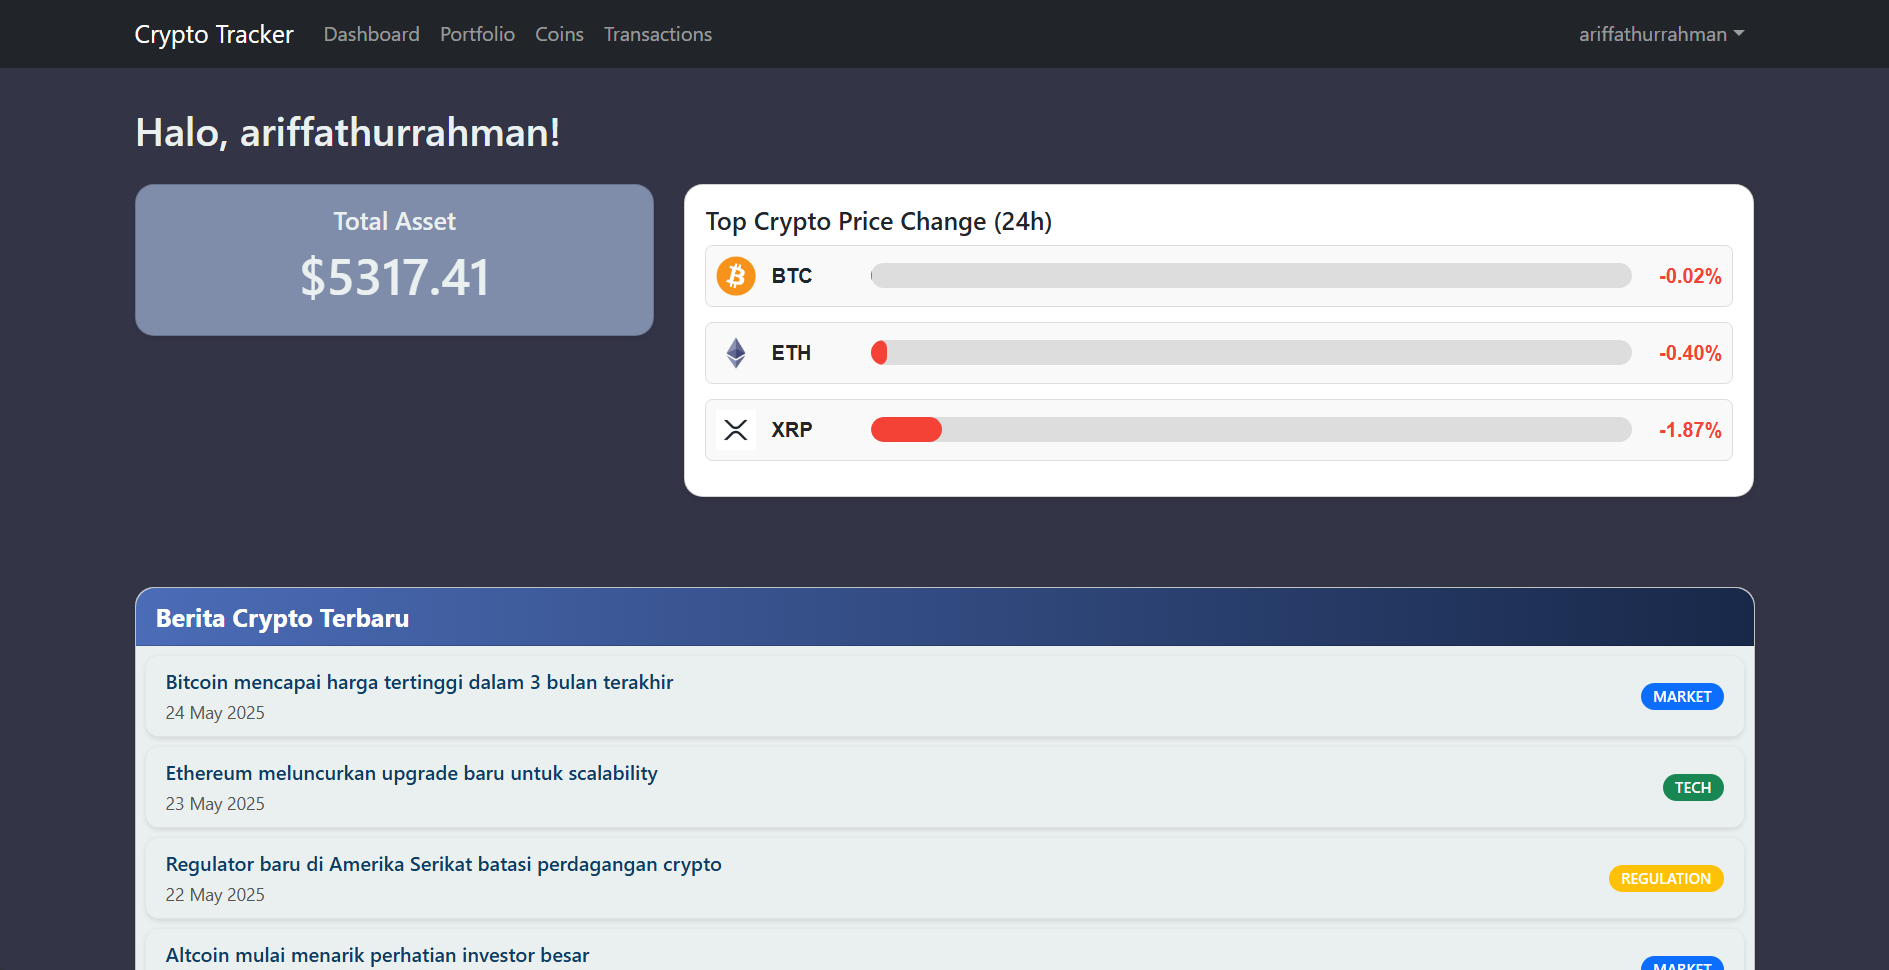 Crypto Tracker Dashboard Portfolio Coins Transactions ariffathurrahman
Halo, ariffathurrahman!
Total Asset
$5317.41
Top Crypto Price Change (24h)
BTC -0.02%
ETH -0.40%
XRP -1.87%
Berita Crypto Terbaru
Bitcoin mencapai harga tertinggi dalam 3 bulan terakhir
24 May 2025
MARKET
Ethereum meluncurkan upgrade baru untuk scalability
23 May 2025
TECH
Regulator baru di Amerika Serikat batasi perdagangan crypto
22 May 2025
REGULATION
Altcoin mulai menarik perhatian investor besar
MARKET